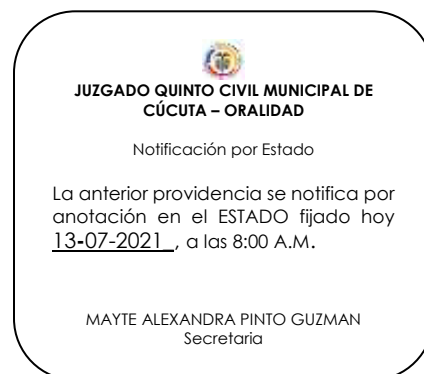 JUZGADO QUINTO CIVIL MUNICIPAL DE
CÚCUTA – ORALIDAD
Notificación por Estado
La anterior providencia se notifica por
anotación en el ESTADO fijado hoy
13-07-2021_, a las 8:00 A.M.
MAYTE ALEXANDRA PINTO GUZMAN
Secretaria